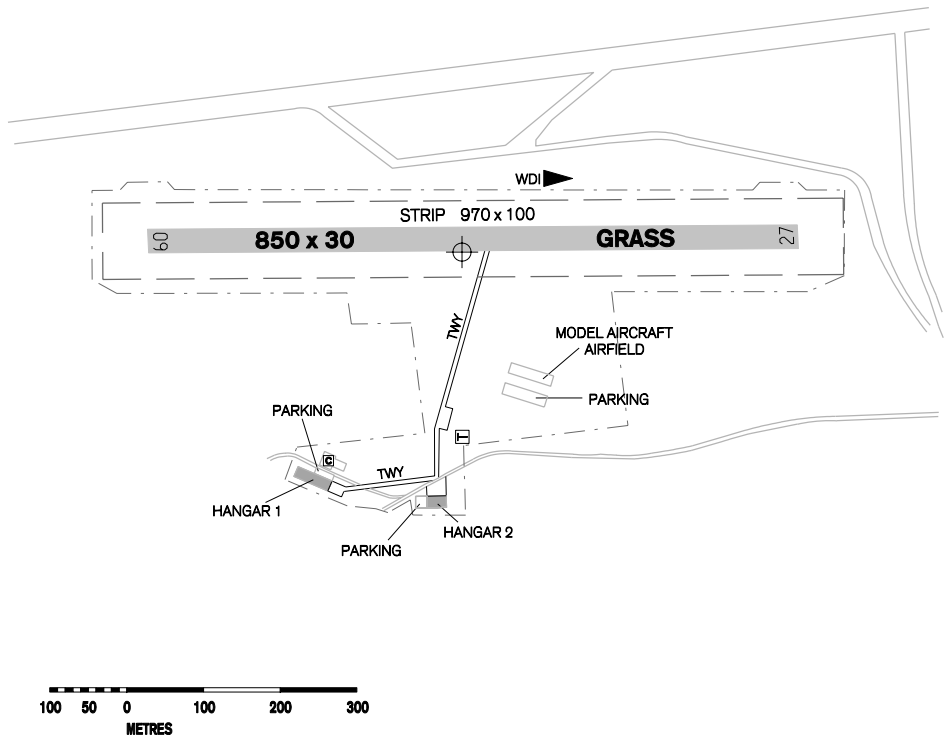 WDI
STRIP 970 x 100
09
850 x 30
GRASS
27
TWY
MODEL AIRCRAFT
AIRFIELD
PARKING
PARKING
T
C
TWY
HANGAR 1
HANGAR 2
PARKING
100 50 0 100 200 300
METRES